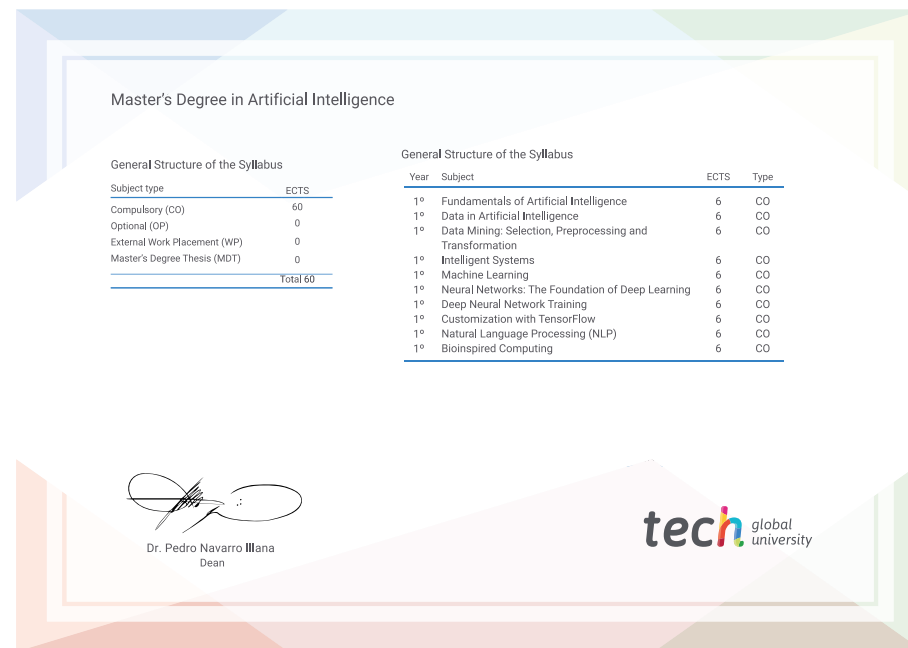 Master's Degree in Artificial Intelligence
General Structure of the Syllabus
Subject type ECTS
Compulsory (CO) 60
Optional (OP) 0
External Work Placement (WP) 0
Master's Degree Thesis (MDT) 0
Total 60
General Structure of the Syllabus
Year Subject ECTS Type
1º Fundamentals of Artificial Intelligence 6 CO
1º Data in Artificial Intelligence 6 CO
1º Data Mining: Selection, Preprocessing and 6 CO
Transformation
1º Intelligent Systems 6 CO
1º Machine Learning 6 CO
1º Neural Networks: The Foundation of Deep Learning 6 CO
1º Deep Neural Network Training 6 CO
1º Customization with TensorFlow 6 CO
1º Natural Language Processing (NLP) 6 CO
1º Bioinspired Computing 6 CO
Dr. Pedro Navarro Illana
Dean
tech global
university